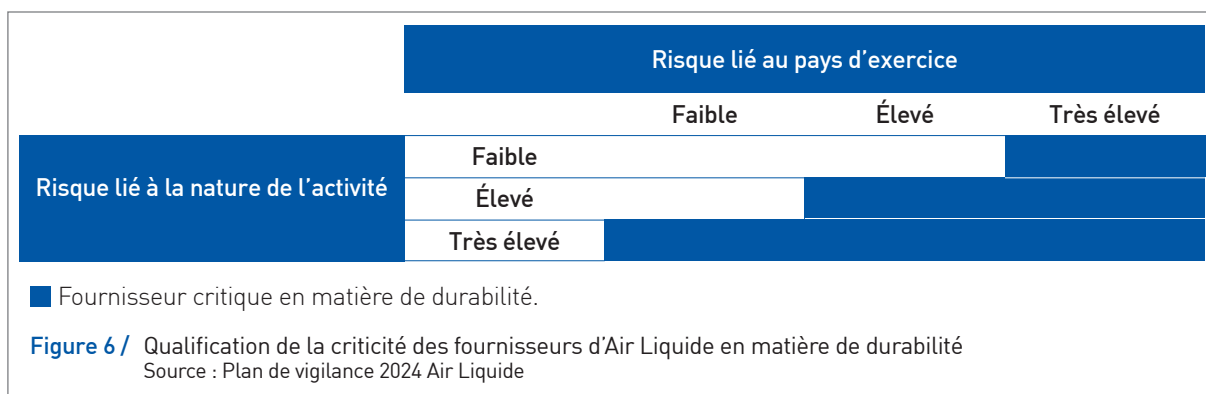 Risque lié au pays d’exercice
Faible Élevé Très élevé
Risque lié à la nature de l’activité
Faible
Élevé
Très élevé
Fournisseur critique en matière de durabilité.
Figure 6 / Qualification de la criticité des fournisseurs d’Air Liquide en matière de durabilité
Source : Plan de vigilance 2024 Air Liquide